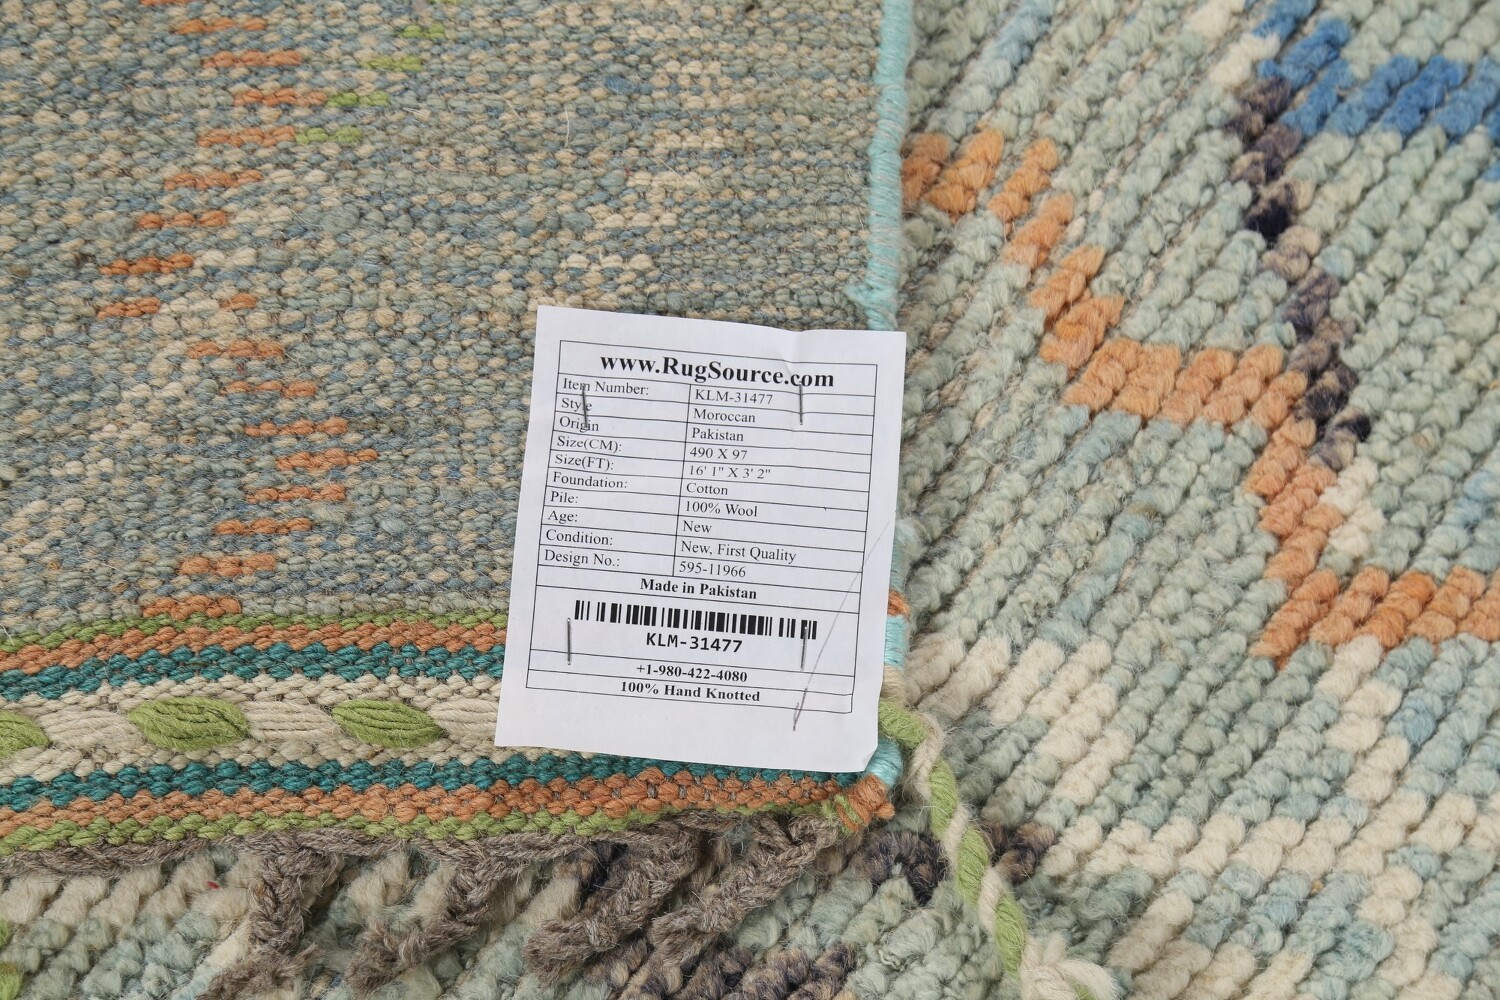 www.RugSource.com
Item Number: KLM-31477
Style Moroccan
Origin Pakistan
Size(CM): 490 X 97
Size(FT): 16' 1" X 3' 2"
Foundation: Cotton
Pile: 100% Wool
Age: New
Condition: New, First Quality
Design No.: 595-11966
Made in Pakistan
KLM-31477
+1-980-422-4080
100% Hand Knotted